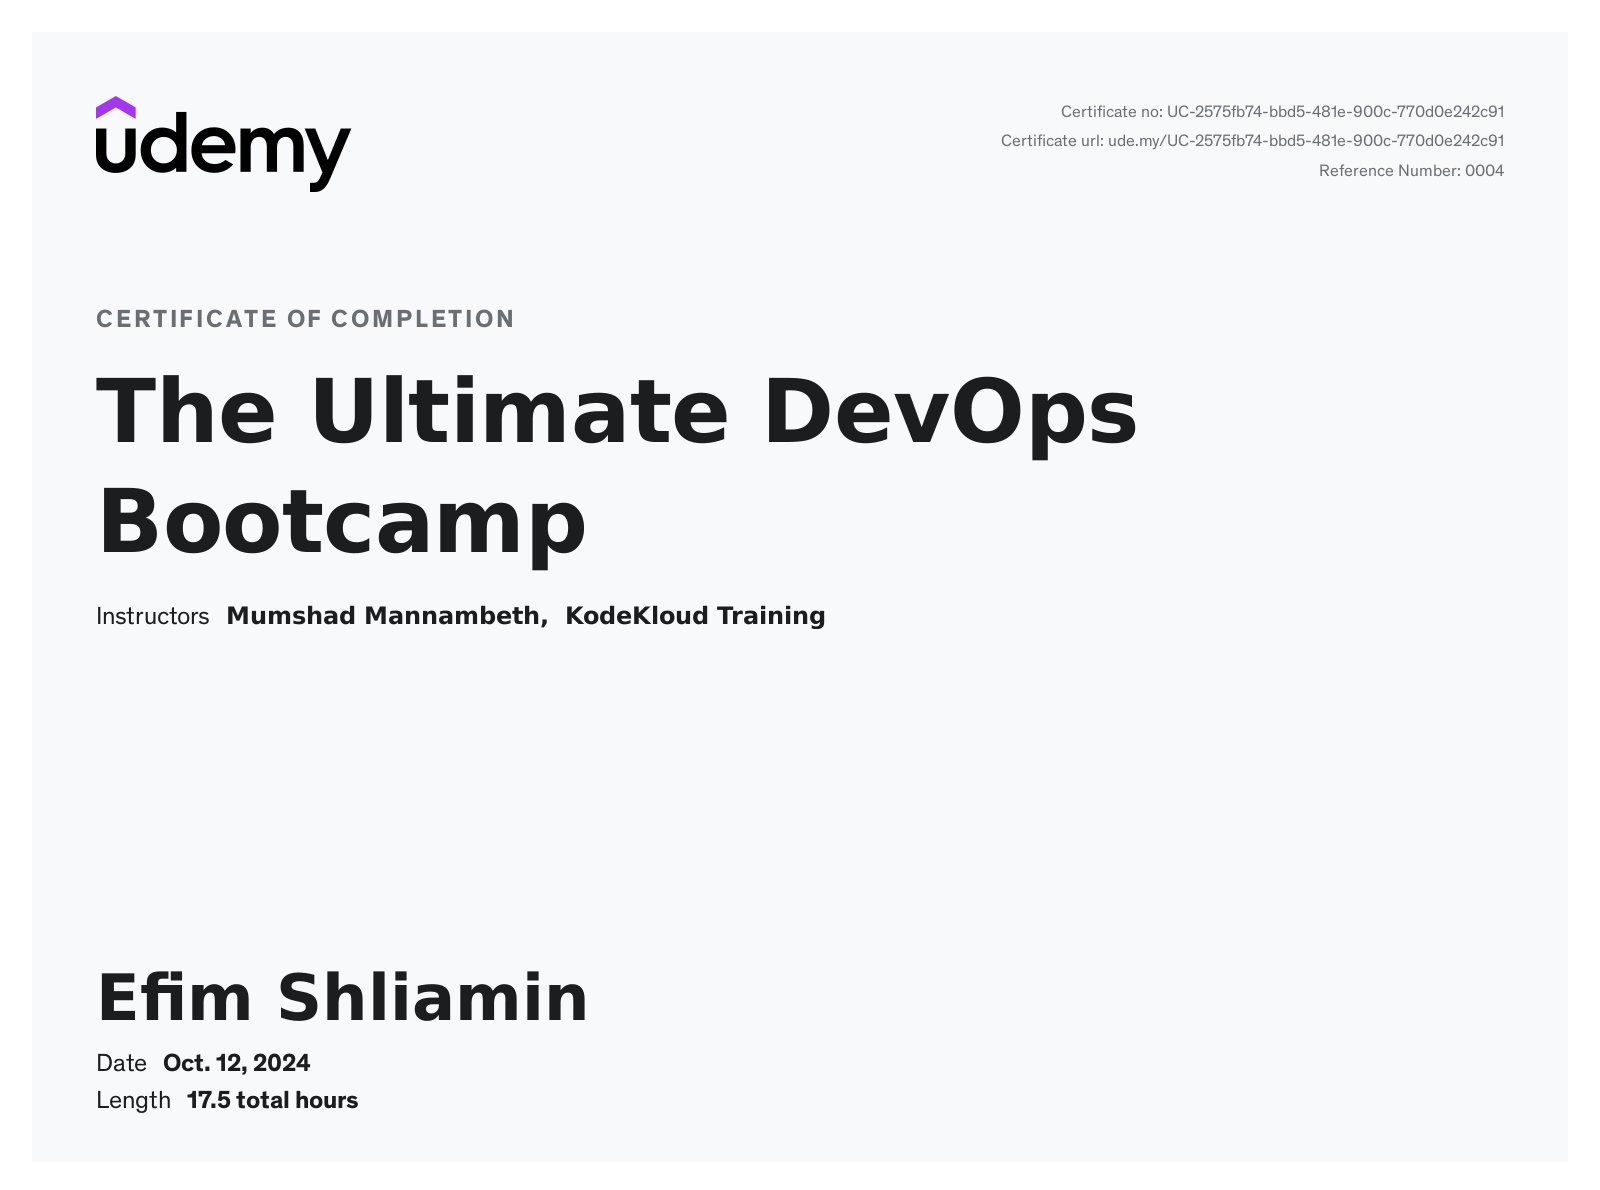 udemy
Certificate no: UC-2575fb74-bbd5-481e-900c-770d0e242c91
Certificate url: ude.my/UC-2575fb74-bbd5-481e-900c-770d0e242c91
Reference Number: 0004
CERTIFICATE OF COMPLETION
The Ultimate DevOps
Bootcamp
Instructors Mumshad Mannambeth, KodeKloud Training
Efim Shliamin
Date Oct. 12, 2024
Length 17.5 total hours